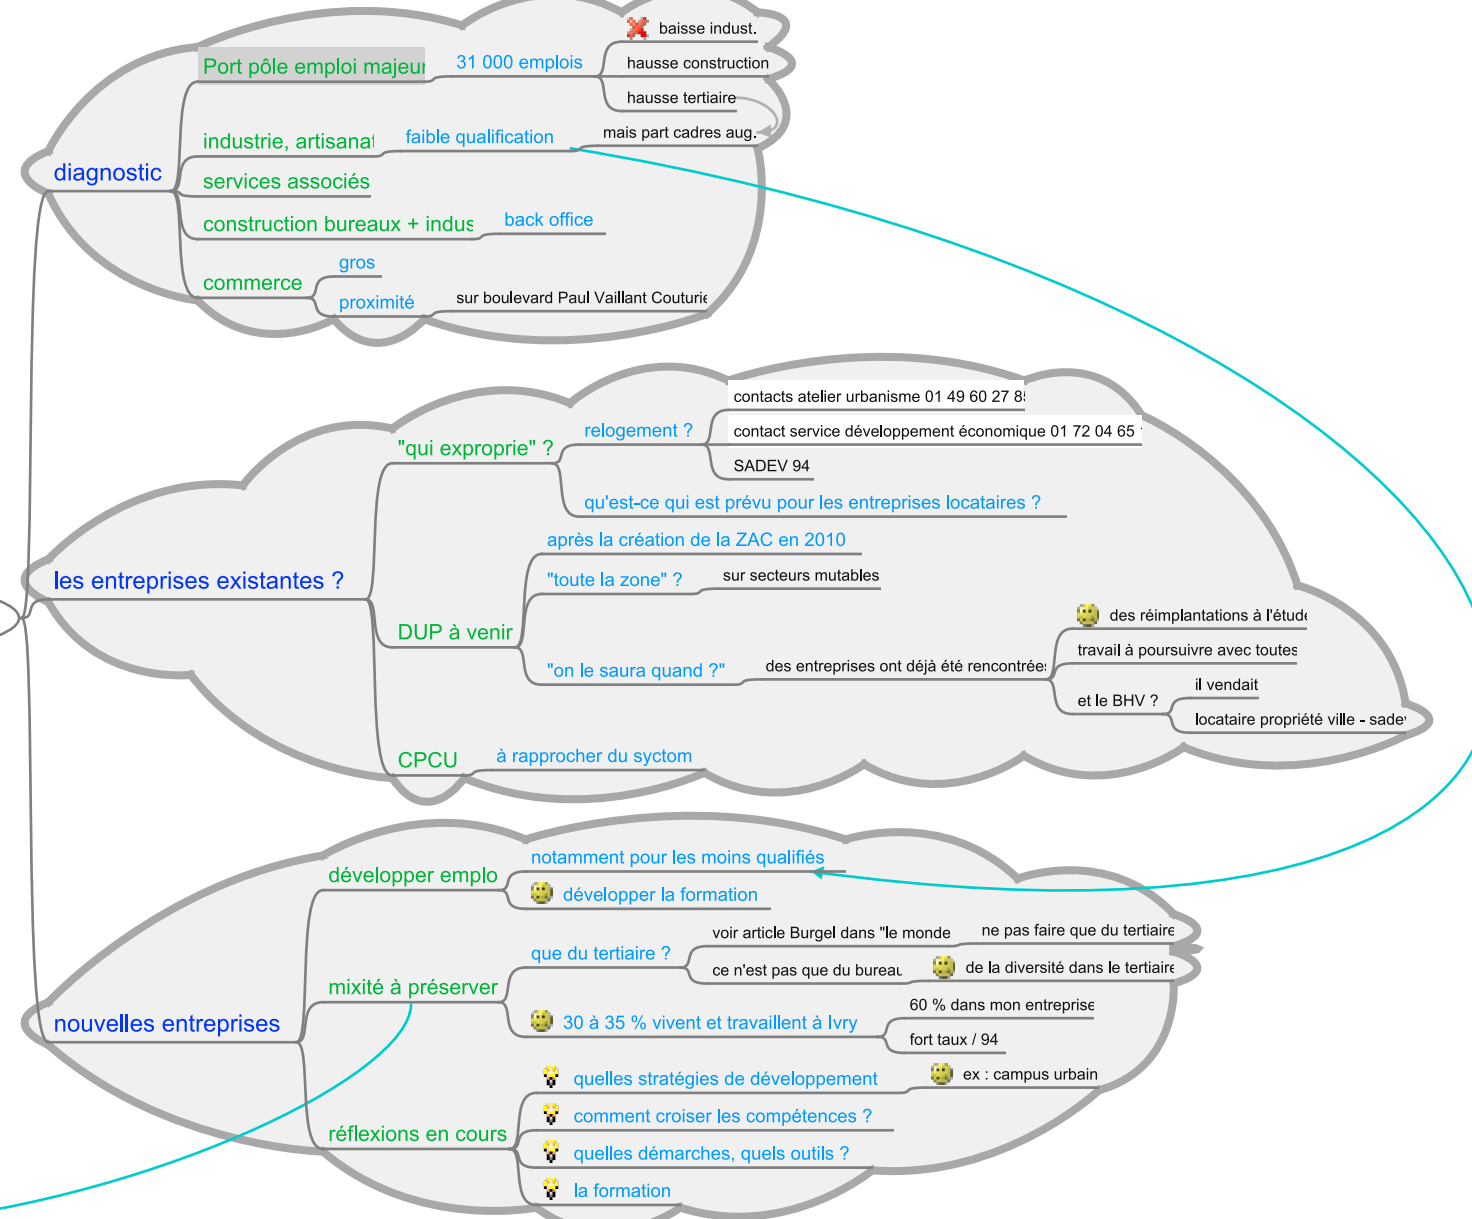 diagnostic
Port pôle emploi majeur
31 000 emplois
baisse indust.
hausse construction
hausse tertiaire
industrie, artisanat
faible qualification
mais part cadres aug.
services associés
construction bureaux + indus
back office
commerce
gros
proximité
sur boulevard Paul Vaillant Couturie
les entreprises existantes ?
"qui exproprie" ?
relogement ?
contacts atelier urbanisme 01 49 60 27 85
contact service développement économique 01 72 04 65
SADEV 94
qu'est-ce qui est prévu pour les entreprises locataires ?
DUP à venir
après la création de la ZAC en 2010
"toute la zone" ?
sur secteurs mutables
"on le saura quand ?"
des entreprises ont déjà été rencontrées
des réimplantations à l'étude
travail à poursuivre avec toutes
et le BHV ?
il vendait
locataire propriété ville - sadev
CPCU
à rapprocher du syctom
nouvelles entreprises
développer emplo
notamment pour les moins qualifiés
développer la formation
mixité à préserver
que du tertiaire ?
voir article Burgel dans "le monde
ne pas faire que du tertiaire
ce n'est pas que du bureau
de la diversité dans le tertiaire
30 à 35 % vivent et travaillent à Ivry
60 % dans mon entreprise
fort taux / 94
réflexions en cours
quelles stratégies de développement
ex : campus urbain
comment croiser les compétences ?
quelles démarches, quels outils ?
la formation